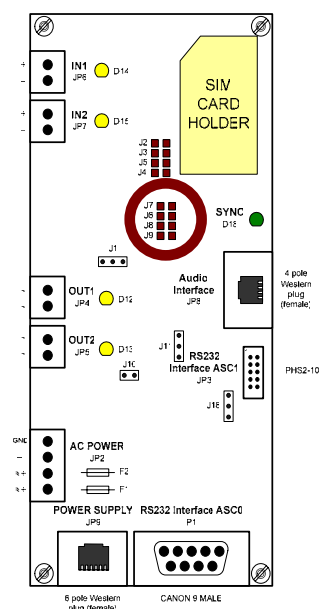 IN1
JP6
D14
IN2
JP7
D15
SIM
CARD
HOLDER
J2
J3
J5
J4
J7
J6
J8
J9
SYNC
D18
J1
Audio
Interface
JP8
4 pole
Western
plug
(female)
OUT1
JP4
D12
OUT2
JP5
D13
J11
RS232
Interface ASC1
JP3
PHS2-10
J10
J18
GND
AC POWER
JP2
F2
F1
POWER SUPPLY
JP9
RS232 Interface ASC0
P1
6 pole Western
plug (female)
CANON 9 MALE